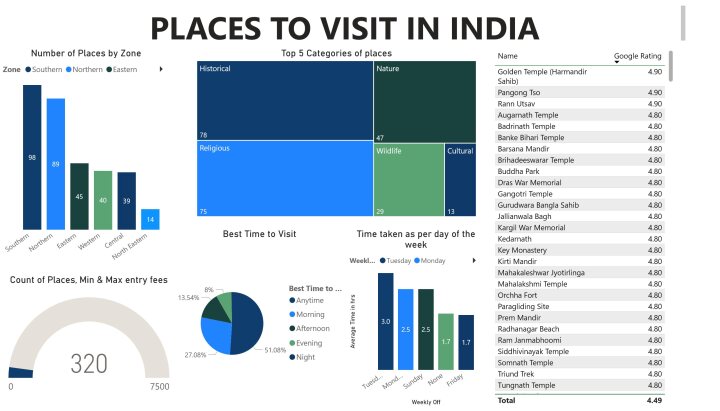 PLACES TO VISIT IN INDIA
Number of Places by Zone
Zone Southern Northern Eastern
98
89
45
40
39
14
Southern
Northern
Eastern
Western
Central
North Eastern
Top 5 Categories of places
Historical
78
Religious
75
Nature
47
Wildlife
29
Cultural
13
Count of Places, Min & Max entry fees
320
0
7500
Best Time to Visit
8%
13.54%
27.08%
51.08%
Best Time to ...
Anytime
Morning
Afternoon
Evening
Night
Time taken as per day of the
week
Weekl... Tuesday Monday
Average Time in hrs
3.0
2.5
2.5
1.7
1.7
Tuesd...
Mond...
Sunday
None
Friday
Weekly Off
Name Google Rating
Golden Temple (Harmandir 4.90
Sahib)
Pangong Tso 4.90
Rann Utsav 4.90
Augarnath Temple 4.80
Badrinath Temple 4.80
Banke Bihari Temple 4.80
Barsana Mandir 4.80
Brihadeeswarar Temple 4.80
Buddha Park 4.80
Dras War Memorial 4.80
Gangotri Temple 4.80
Gurudwara Bangla Sahib 4.80
Jallianwala Bagh 4.80
Kargil War Memorial 4.80
Kedarnath 4.80
Key Monastery 4.80
Kirti Mandir 4.80
Mahakaleshwar Jyotirlinga 4.80
Mahalakshmi Temple 4.80
Orchha Fort 4.80
Paragliding Site 4.80
Prem Mandir 4.80
Radhanagar Beach 4.80
Ram Janmabhoomi 4.80
Siddhivinayak Temple 4.80
Somnath Temple 4.80
Triund Trek 4.80
Tungnath Temple 4.80
Total 4.49